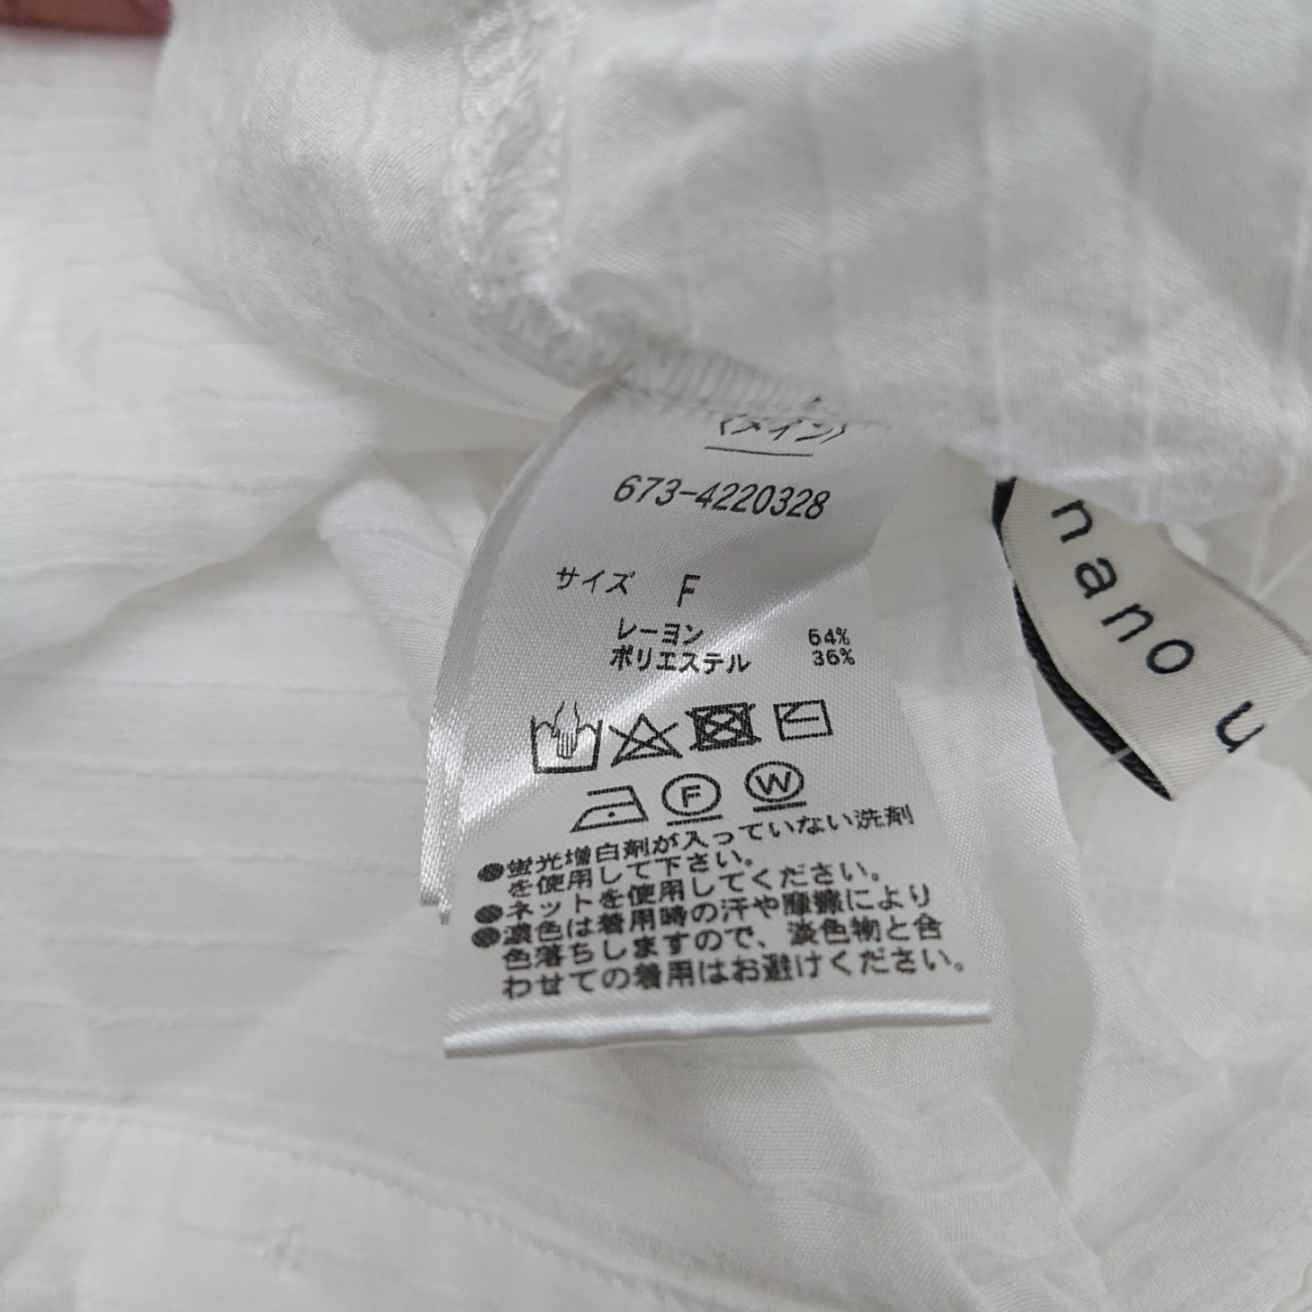 〈メイン〉
673-4220328
サイズ F
レーヨン 64%
ポリエステル 36%
F W
●蛍光増白剤が入っていない洗剤
を使用して下さい。
●ネットを使用してください。
●濃色は着用時の汗や摩擦により
色落ちしますので、淡色物と合
わせての着用はお避けください。
nano u